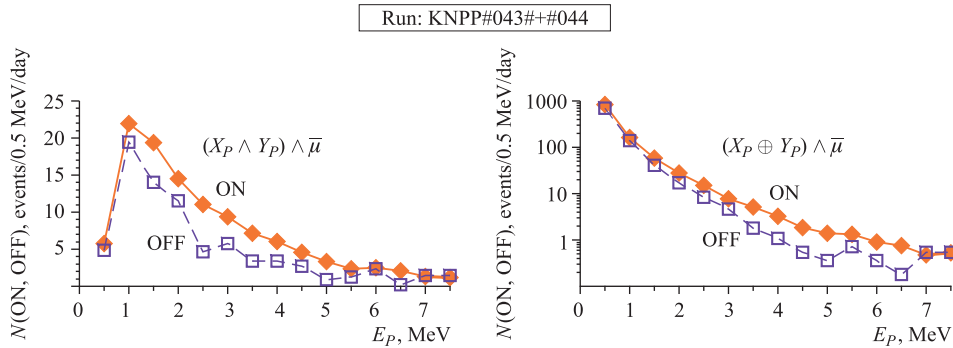 Run: KNPP#043#+#044
N(ON, OFF), events/0.5 MeV/day
25
20
15
10
5
(X_P ∧ Y_P) ∧ μ̅
ON
OFF
0 1 2 3 4 5 6 7
E_P, MeV
N(ON, OFF), events/0.5 MeV/day
1000
100
10
1
(X_P ⊕ Y_P) ∧ μ̅
ON
OFF
0 1 2 3 4 5 6 7
E_P, MeV